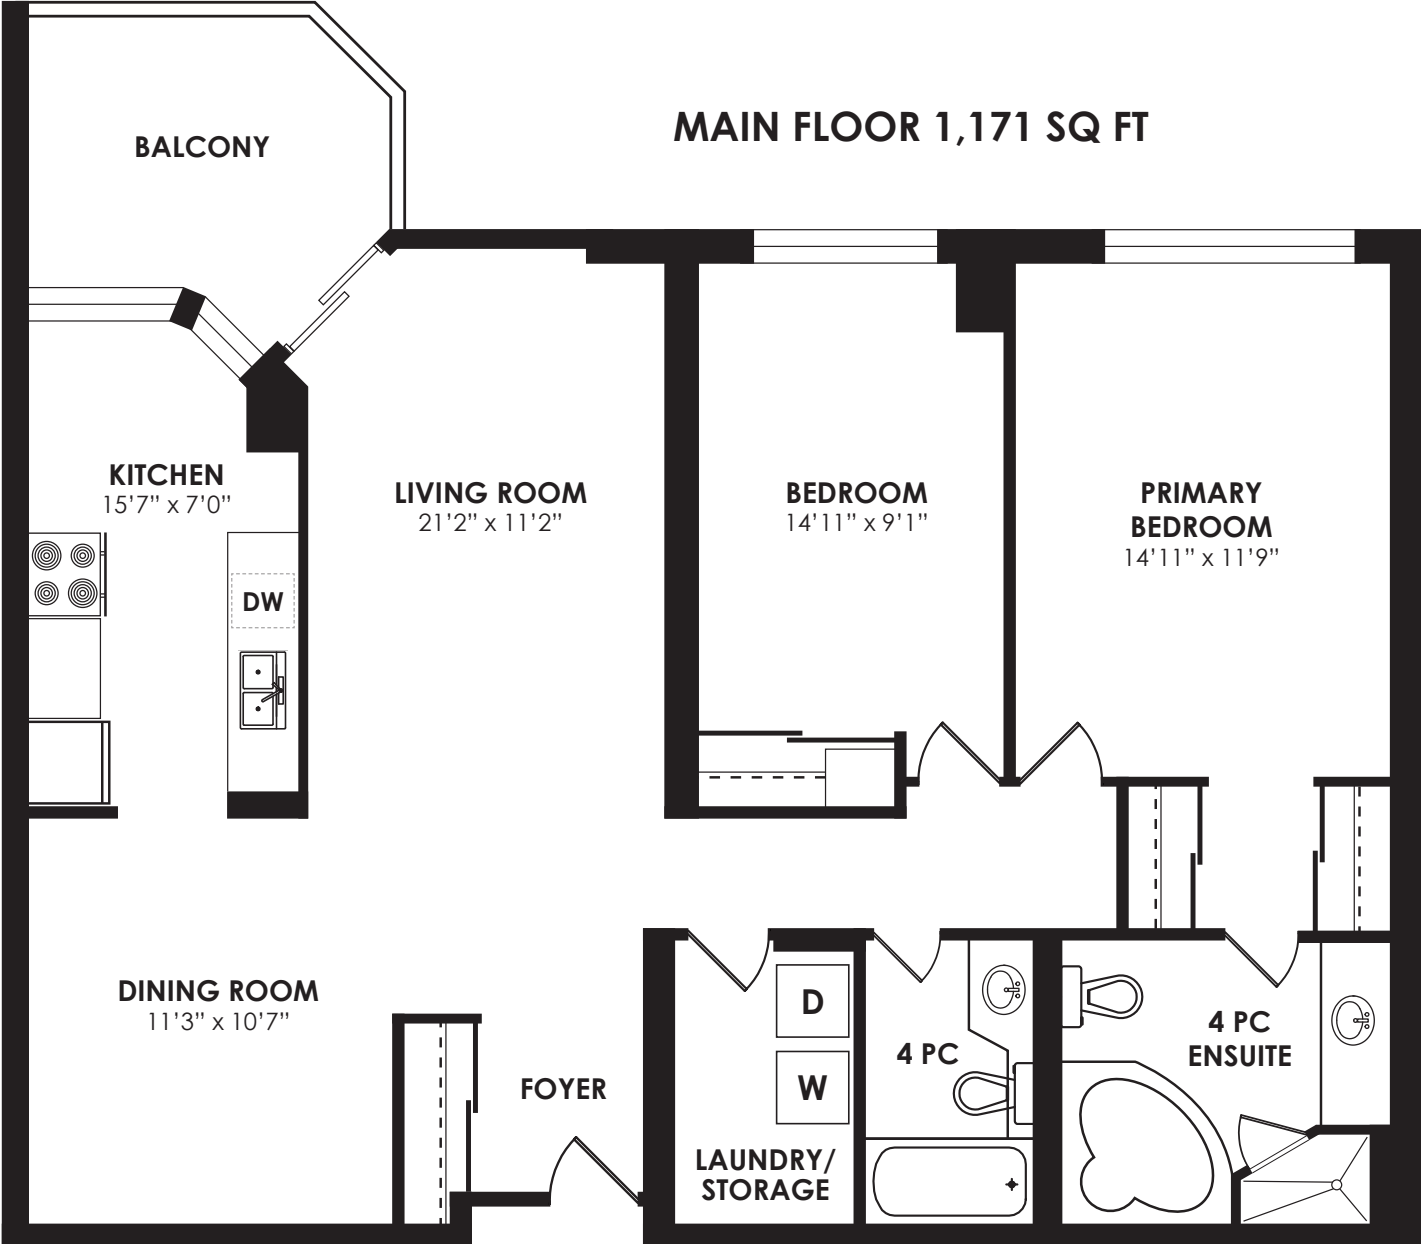 MAIN FLOOR 1,171 SQ FT
BALCONY
KITCHEN
15’7” x 7’0”
LIVING ROOM
21’2” x 11’2”
BEDROOM
14’11” x 9’1”
PRIMARY
BEDROOM
14’11” x 11’9”
DW
DINING ROOM
11’3” x 10’7”
FOYER
D
W
LAUNDRY/
STORAGE
4 PC
4 PC
ENSUITE